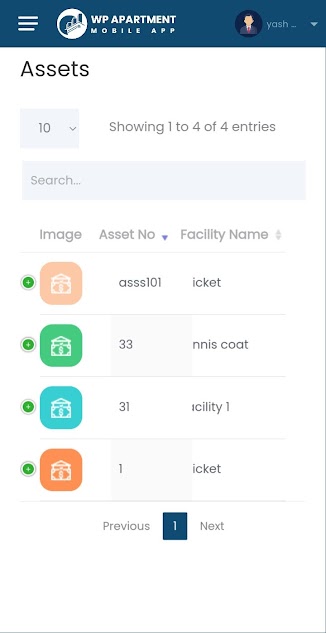 WP APARTMENT
MOBILE APP
yash ...
Assets
10
Showing 1 to 4 of 4 entries
Search...
Image Asset No Facility Name
asss101 icket
33 nnis coat
31 acility 1
1 icket
Previous 1 Next